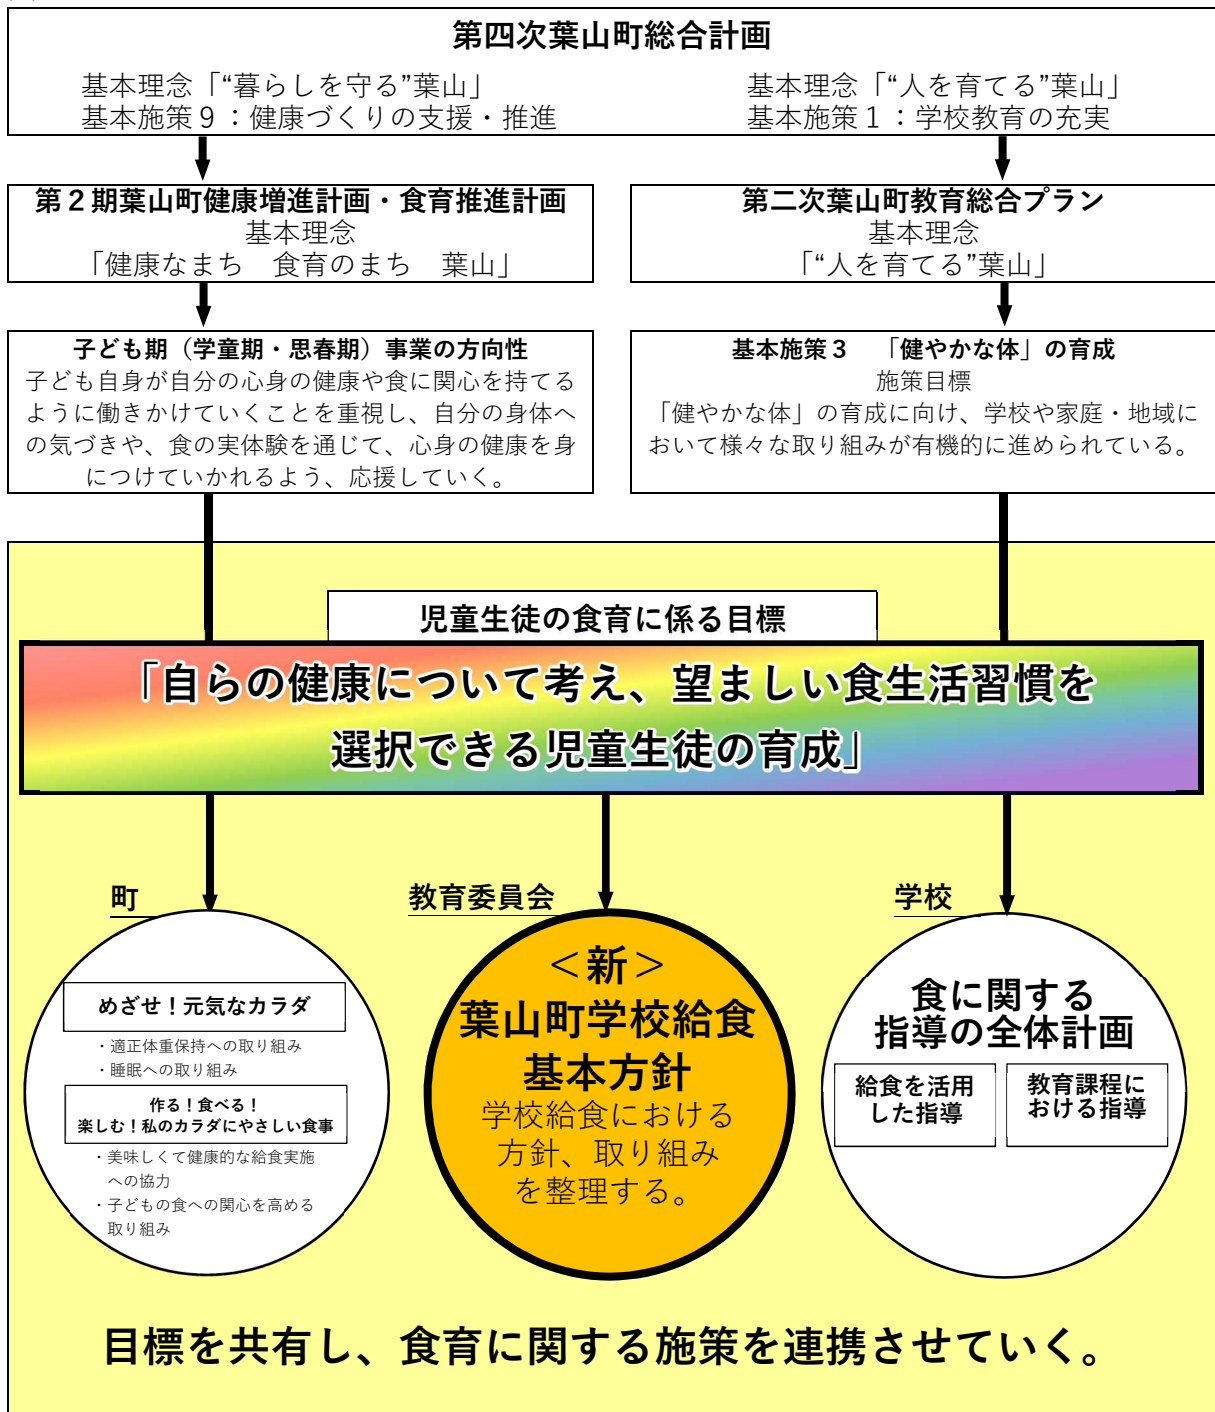 第四次葉山町総合計画
基本理念「“暮らしを守る”葉山」
基本施策９：健康づくりの支援・推進
基本理念「“人を育てる”葉山」
基本施策１：学校教育の充実
第２期葉山町健康増進計画・食育推進計画
基本理念
「健康なまち　食育のまち　葉山」
第二次葉山町教育総合プラン
基本理念
「“人を育てる”葉山」
子ども期（学童期・思春期）事業の方向性
子ども自身が自分の心身の健康や食に関心を持てる
ように働きかけていくことを重視し、自分の身体へ
の気づきや、食の実体験を通じて、心身の健康を身
につけていかれるよう、応援していく。
基本施策３　「健やかな体」の育成
施策目標
「健やかな体」の育成に向け、学校や家庭・地域に
おいて様々な取り組みが有機的に進められている。
児童生徒の食育に係る目標
「自らの健康について考え、望ましい食生活習慣を
選択できる児童生徒の育成」
町
めざせ！元気なカラダ
・適正体重保持への取り組み
・睡眠への取り組み
作る！食べる！
楽しむ！私のカラダにやさしい食事
・美味しくて健康的な給食実施
への協力
・子どもの食への関心を高める
取り組み
教育委員会
＜新＞
葉山町学校給食
基本方針
学校給食における
方針、取り組み
を整理する。
学校
食に関する
指導の全体計画
給食を活用
した指導
教育課程に
おける指導
目標を共有し、食育に関する施策を連携させていく。